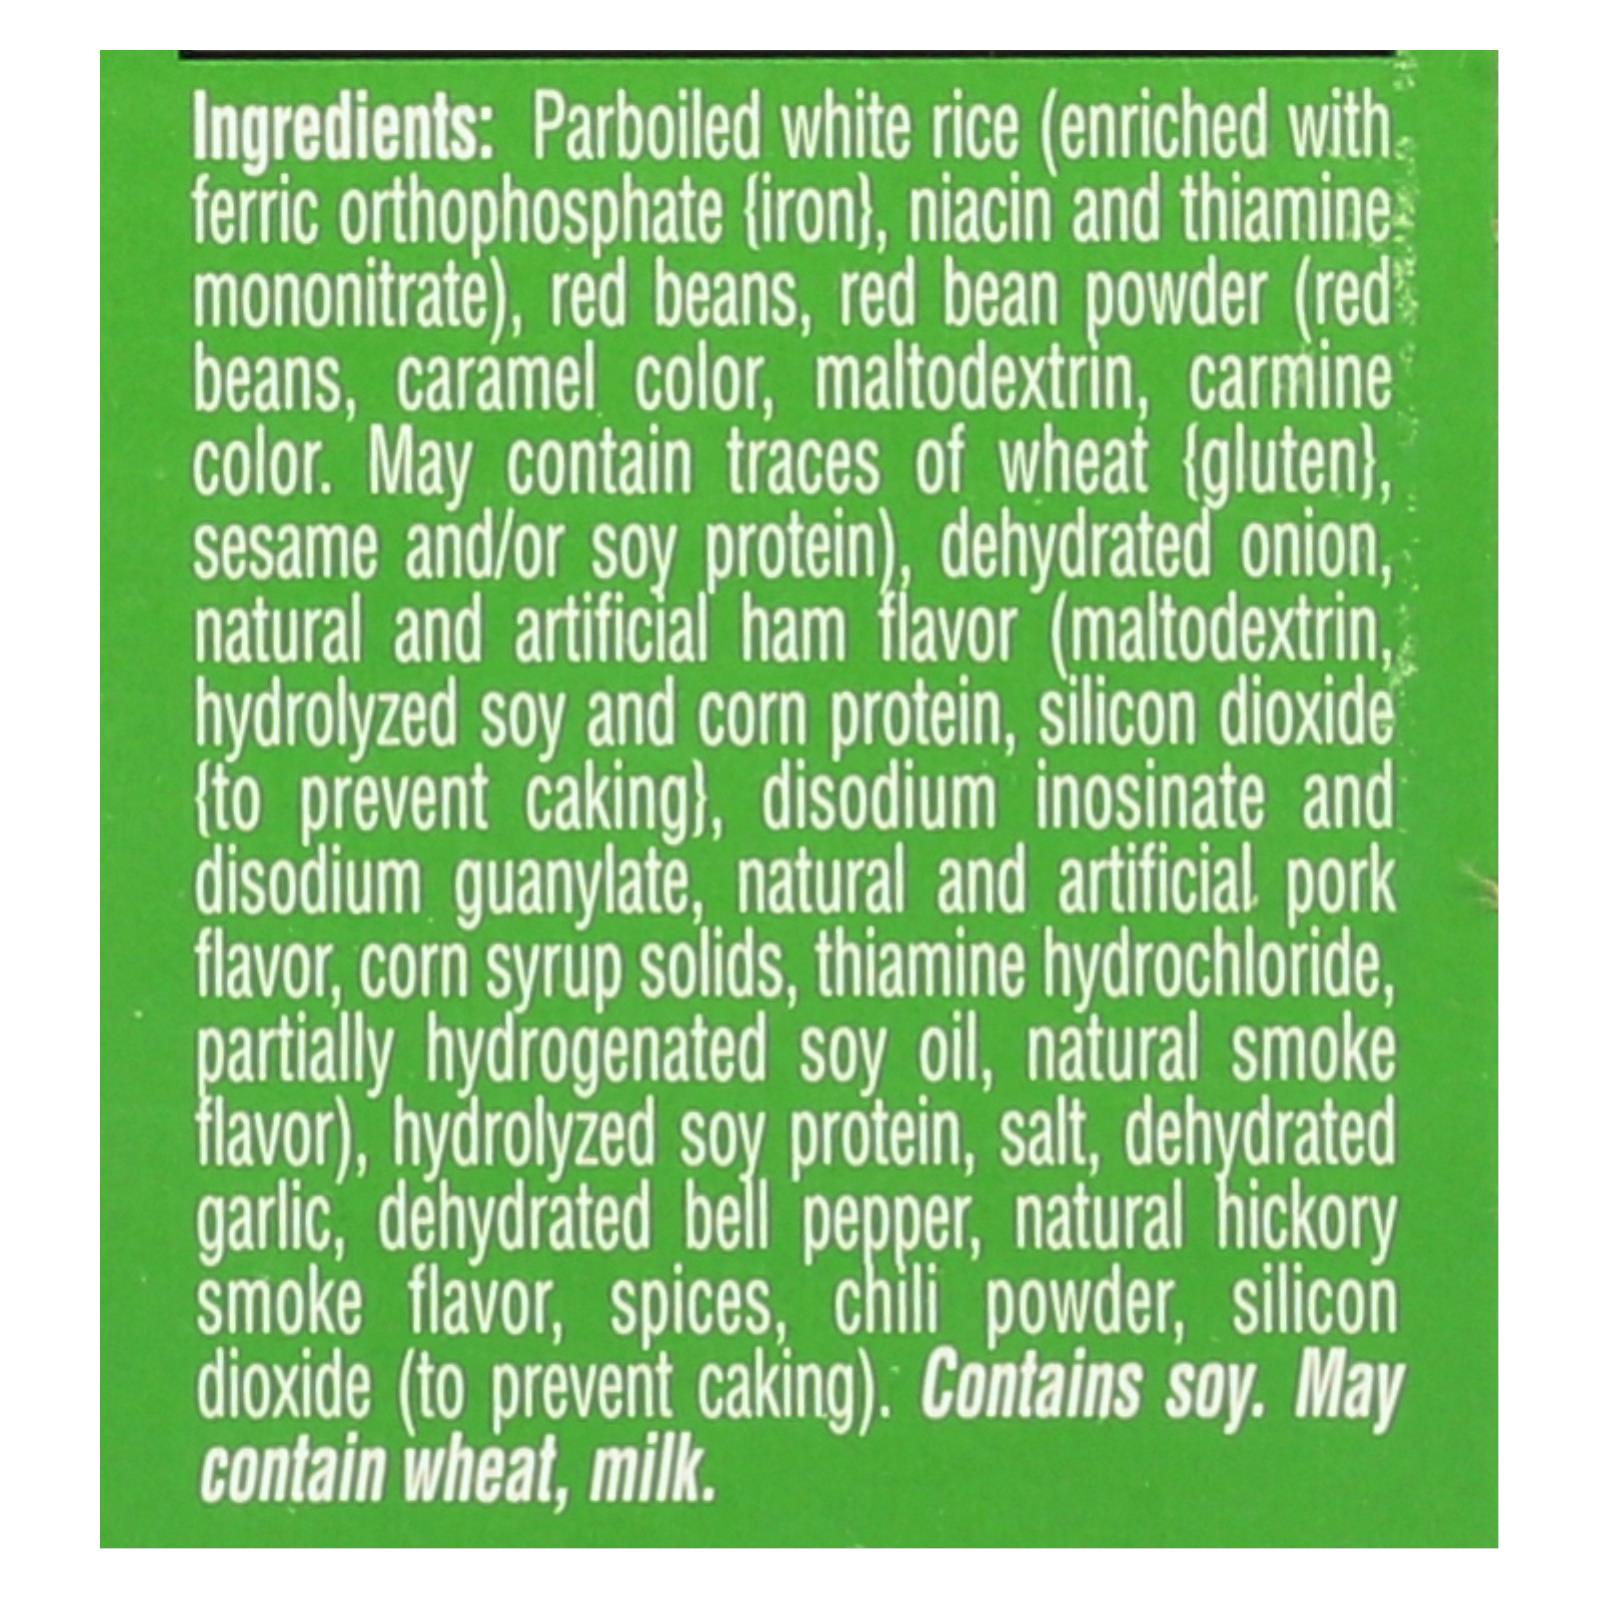 Ingredients: Parboiled white rice (enriched with
ferric orthophosphate {iron}, niacin and thiamine
mononitrate), red beans, red bean powder (red
beans, caramel color, maltodextrin, carmine
color. May contain traces of wheat {gluten},
sesame and/or soy protein), dehydrated onion,
natural and artificial ham flavor (maltodextrin,
hydrolyzed soy and corn protein, silicon dioxide
{to prevent caking}, disodium inosinate and
disodium guanylate, natural and artificial pork
flavor, corn syrup solids, thiamine hydrochloride,
partially hydrogenated soy oil, natural smoke
flavor), hydrolyzed soy protein, salt, dehydrated
garlic, dehydrated bell pepper, natural hickory
smoke flavor, spices, chili powder, silicon
dioxide (to prevent caking). Contains soy. May
contain wheat, milk.